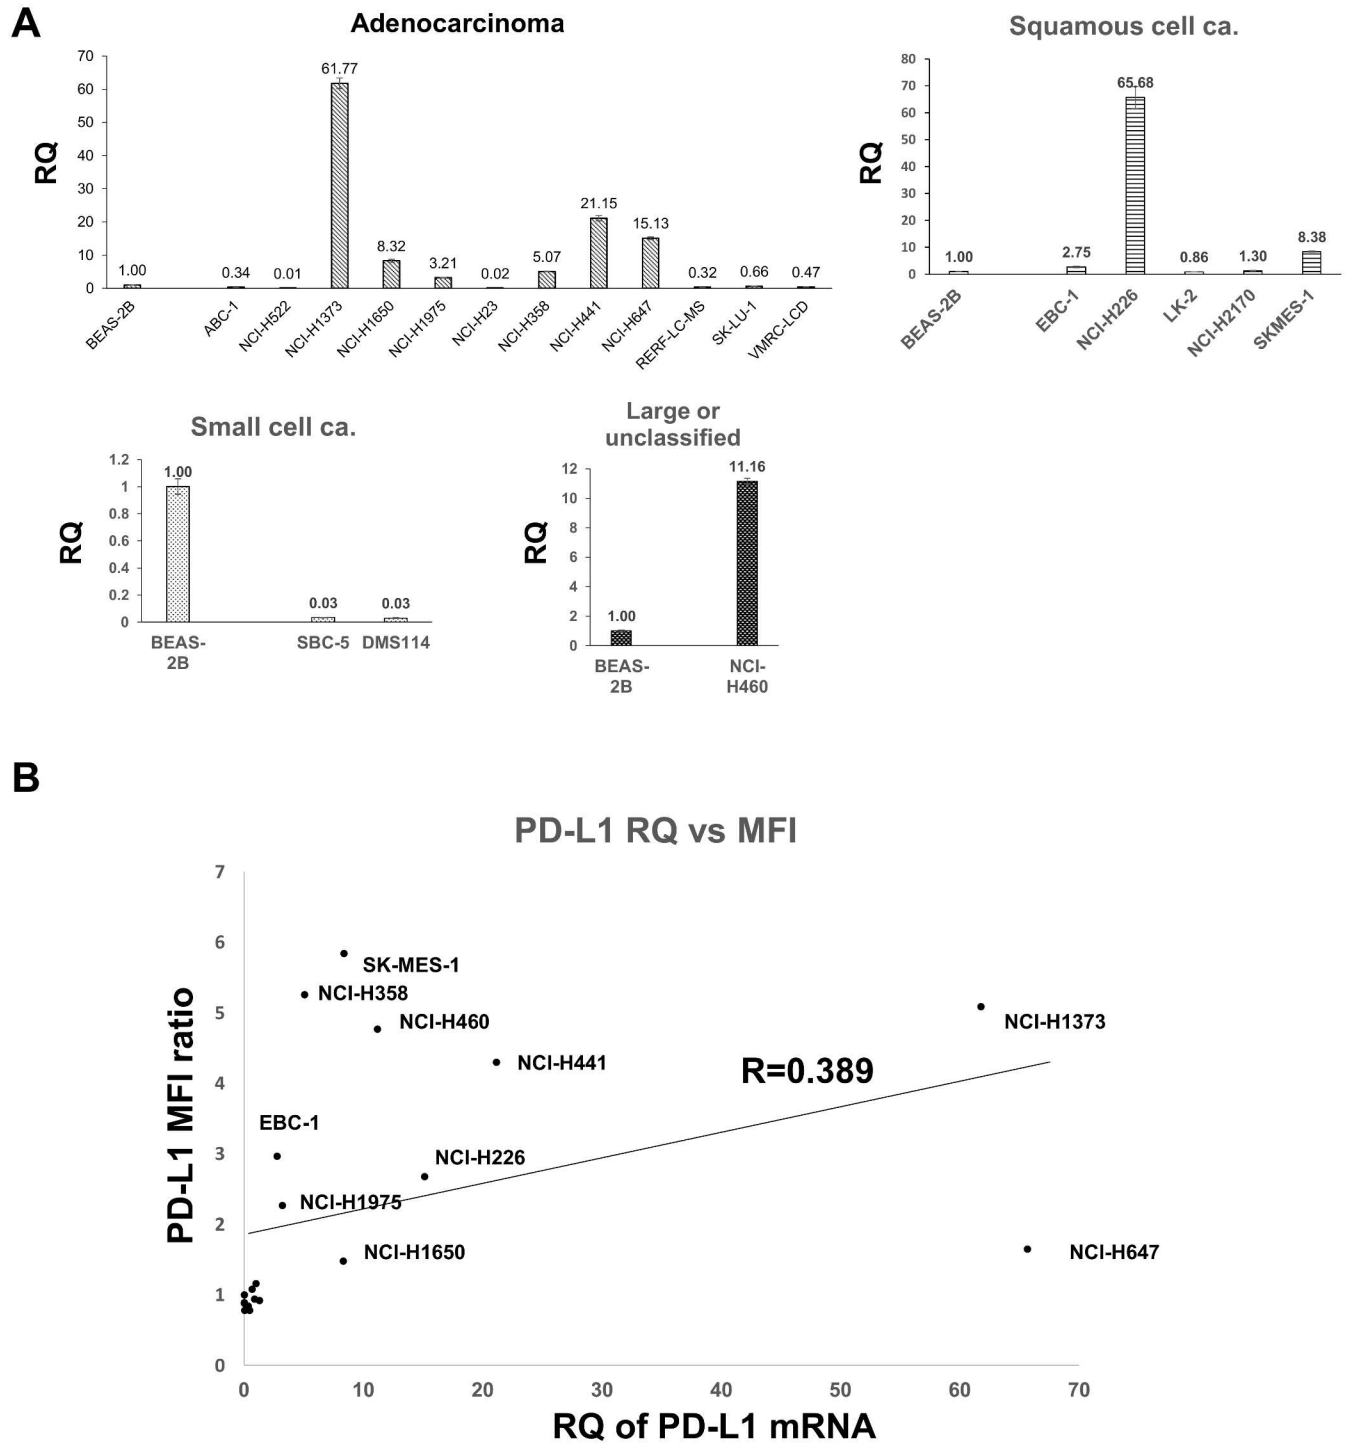 A
Adenocarcinoma
RQ
70
60
50
40
30
20
10
0
1.00
0.34
0.01
61.77
8.32
3.21
0.02
5.07
21.15
15.13
0.32
0.66
0.47
BEAS-2B
ABC-1
NCI-H522
NCI-H1373
NCI-H1650
NCI-H1975
NCI-H23
NCI-H358
NCI-H441
NCI-H647
RERF-LC-MS
SK-LU-1
VMRC-LCD
Squamous cell ca.
RQ
80
70
60
50
40
30
20
10
0
1.00
2.75
65.68
0.86
1.30
8.38
BEAS-2B
EBC-1
NCI-H226
LK-2
NCI-H2170
SKMES-1
Small cell ca.
RQ
1.2
1
0.8
0.6
0.4
0.2
0
1.00
0.03
0.03
BEAS-
2B
SBC-5
DMS114
Large or
unclassified
RQ
12
10
8
6
4
2
0
1.00
11.16
BEAS-
2B
NCI-
H460
B
PD-L1 RQ vs MFI
PD-L1 MFI ratio
7
6
5
4
3
2
1
0
SK-MES-1
NCI-H358
NCI-H460
NCI-H1373
NCI-H441
R=0.389
EBC-1
NCI-H226
NCI-H1975
NCI-H1650
NCI-H647
0
10
20
30
40
50
60
70
RQ of PD-L1 mRNA